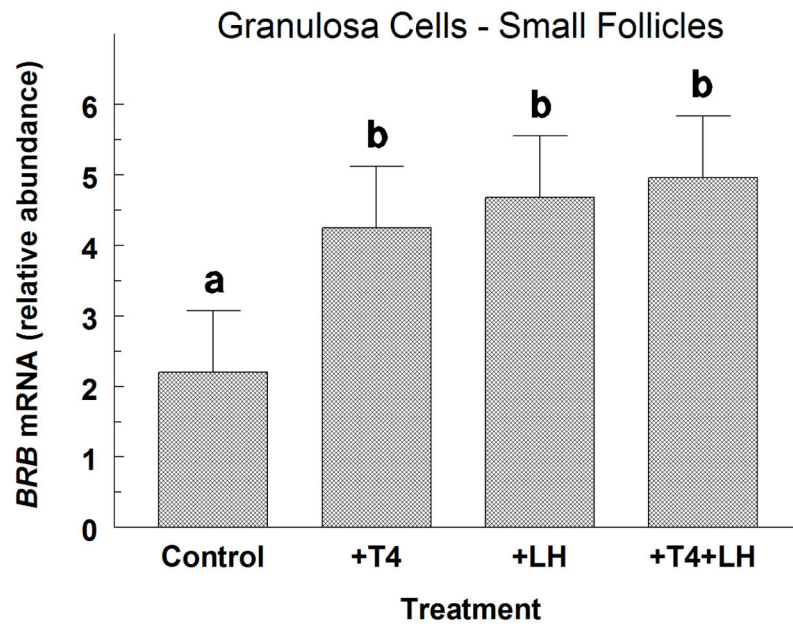 Granulosa Cells - Small Follicles
BRB mRNA (relative abundance)
6
5
4
3
2
1
0
a
b
b
b
Control
+T4
+LH
+T4+LH
Treatment